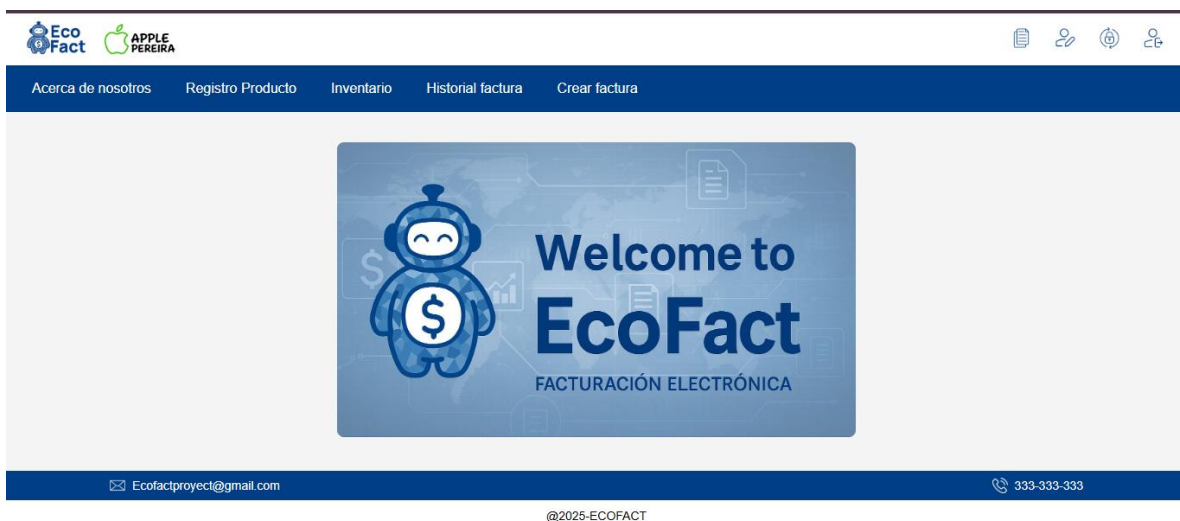 Eco
Fact
APPLE
PEREIRA
Acerca de nosotros Registro Producto Inventario Historial factura Crear factura
$
$
Welcome to
EcoFact
FACTURACIÓN ELECTRÓNICA
Ecofactproyect@gmail.com 333-333-333
@2025-ECOFACT